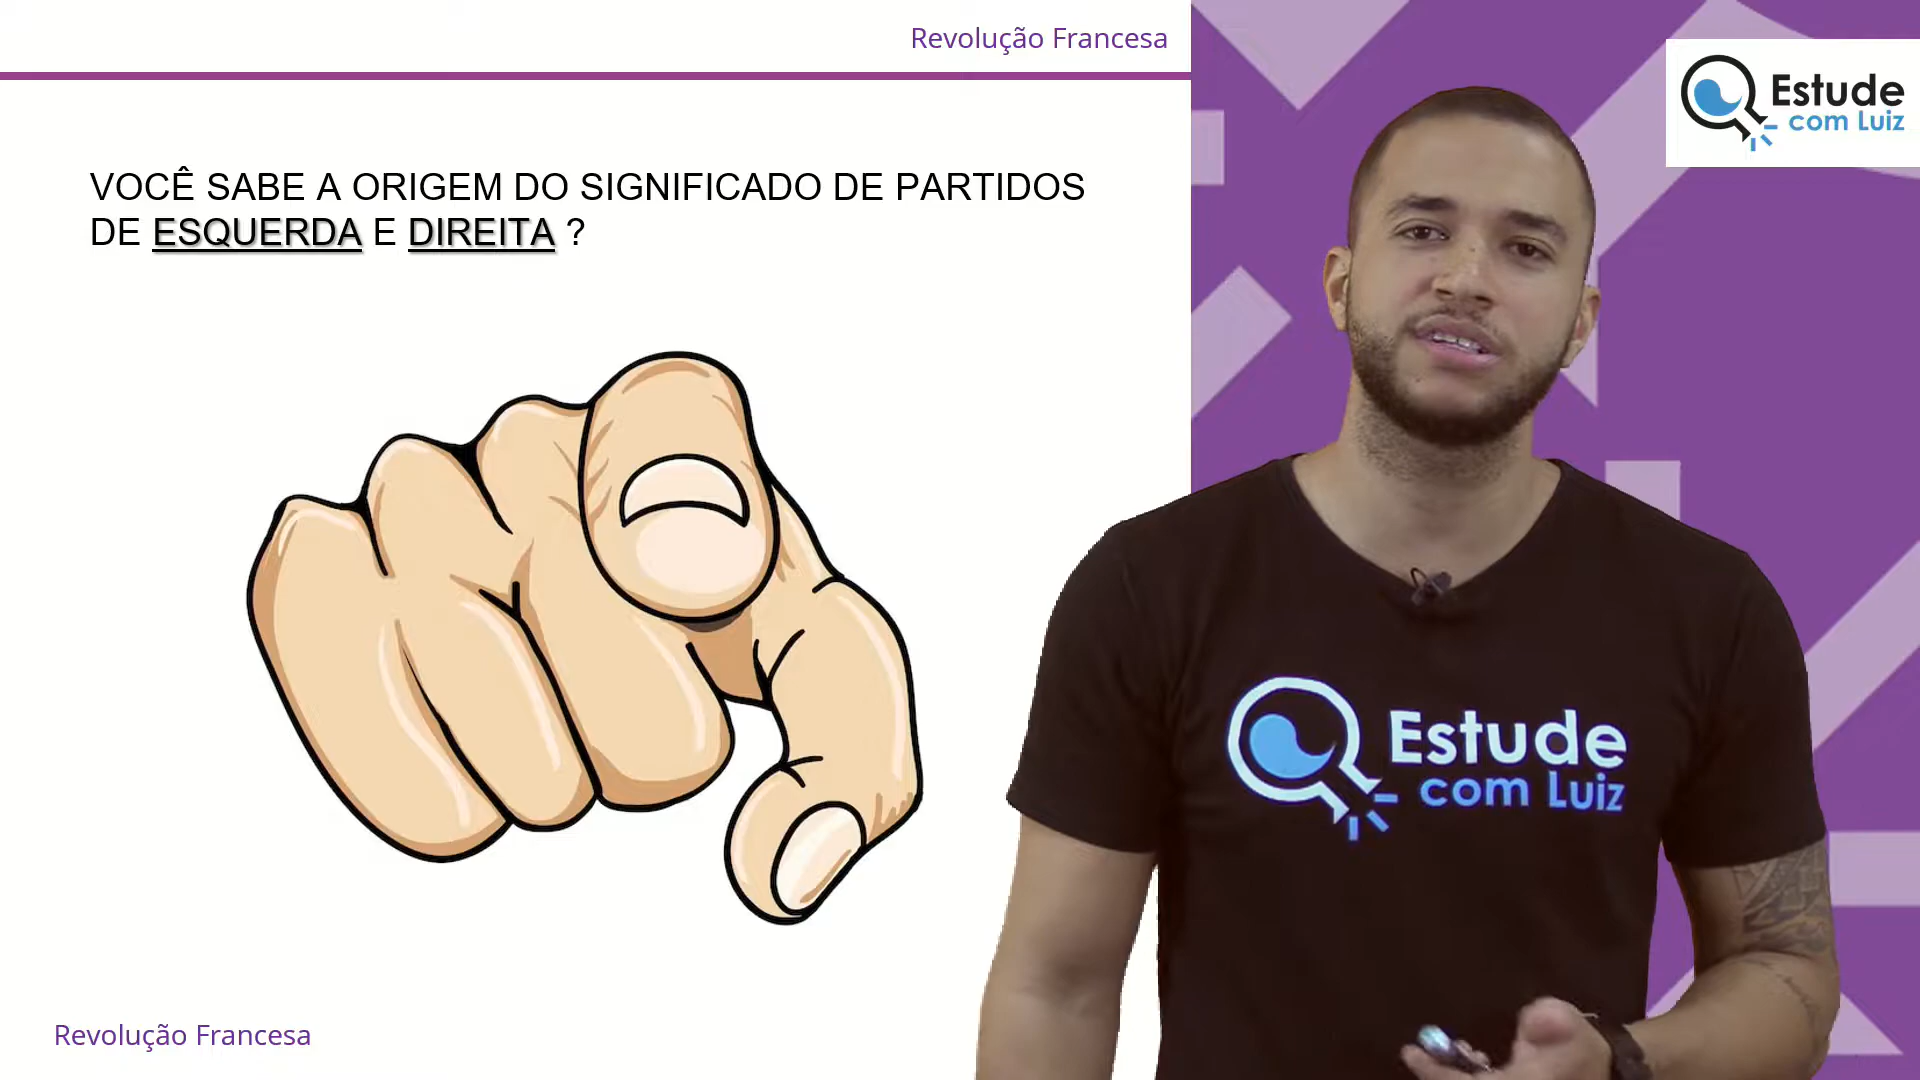 Revolução Francesa
Estude
com Luiz
VOCÊ SABE A ORIGEM DO SIGNIFICADO DE PARTIDOS
DE ESQUERDA E DIREITA ?
Estude
com Luiz
Revolução Francesa